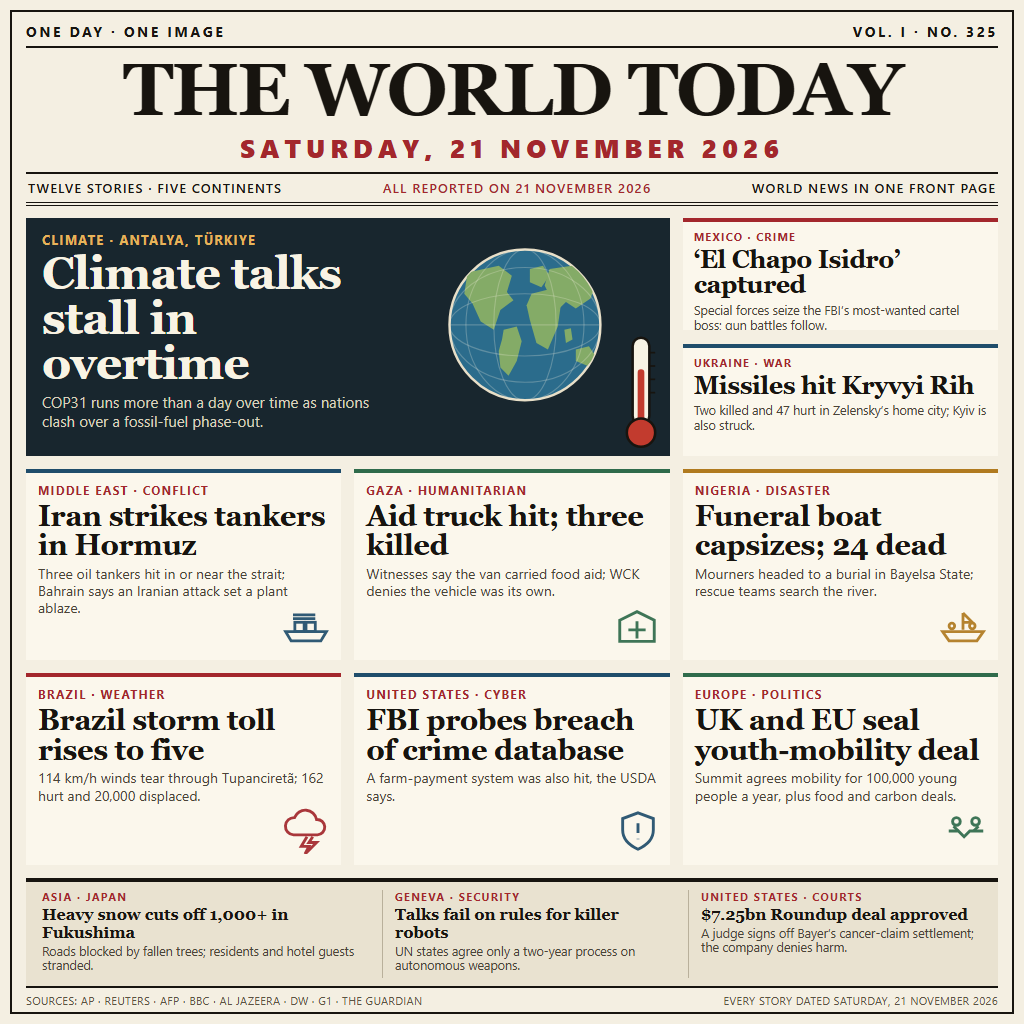 ONE DAY · ONE IMAGE
VOL. I · NO. 325
THE WORLD TODAY
SATURDAY, 21 NOVEMBER 2026
TWELVE STORIES · FIVE CONTINENTS
ALL REPORTED ON 21 NOVEMBER 2026
WORLD NEWS IN ONE FRONT PAGE
CLIMATE · ANTALYA, TÜRKIYE
Climate talks
stall in
overtime
COP31 runs more than a day over time as nations
clash over a fossil-fuel phase-out.
MEXICO · CRIME
‘El Chapo Isidro’
captured
Special forces seize the FBI's most-wanted cartel
boss; gun battles follow.
UKRAINE · WAR
Missiles hit Kryvyi Rih
Two killed and 47 hurt in Zelensky's home city; Kyiv is
also struck.
MIDDLE EAST · CONFLICT
Iran strikes tankers
in Hormuz
Three oil tankers hit in or near the strait;
Bahrain says an Iranian attack set a plant
ablaze.
GAZA · HUMANITARIAN
Aid truck hit; three
killed
Witnesses say the van carried food aid; WCK
denies the vehicle was its own.
NIGERIA · DISASTER
Funeral boat
capsizes; 24 dead
Mourners headed to a burial in Bayelsa State;
rescue teams search the river.
BRAZIL · WEATHER
Brazil storm toll
rises to five
114 km/h winds tear through Tupanciretã; 162
hurt and 20,000 displaced.
UNITED STATES · CYBER
FBI probes breach
of crime database
A farm-payment system was also hit, the USDA
says.
EUROPE · POLITICS
UK and EU seal
youth-mobility deal
Summit agrees mobility for 100,000 young
people a year, plus food and carbon deals.
ASIA · JAPAN
Heavy snow cuts off 1,000+ in
Fukushima
Roads blocked by fallen trees; residents and hotel guests
stranded.
GENEVA · SECURITY
Talks fail on rules for killer
robots
UN states agree only a two-year process on
autonomous weapons.
UNITED STATES · COURTS
$7.25bn Roundup deal approved
A judge signs off Bayer's cancer-claim settlement;
the company denies harm.
SOURCES: AP · REUTERS · AFP · BBC · AL JAZEERA · DW · G1 · THE GUARDIAN
EVERY STORY DATED SATURDAY, 21 NOVEMBER 2026